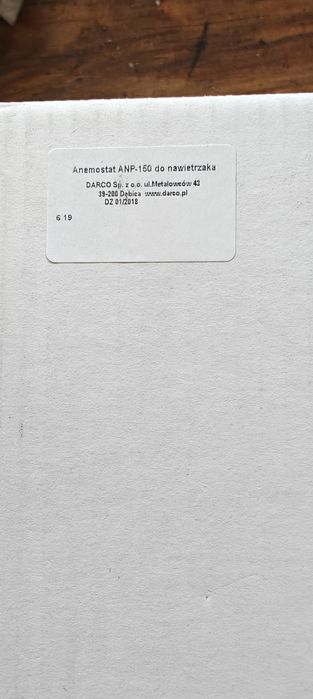 Anemostat ANP-150 do nawietrzaka
DARCO Sp. z o.o. ul.Metalowców 43
39-200 Dębica www.darco.pl
DZ 01/2018
6.19